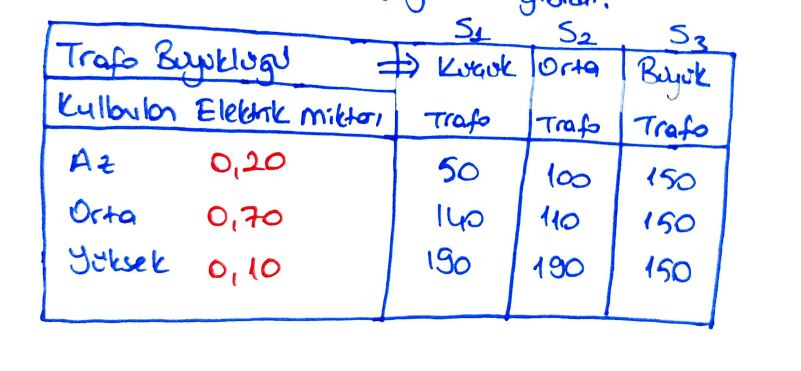 S1 S2 S3
Trafo Büyüklüğü ⇒ Küçük Orta Büyük
Kullanılan Elektrik miktarı Trafo Trafo Trafo
Az 0,20 50 100 150
Orta 0,70 140 110 150
Yüksek 0,10 190 190 150